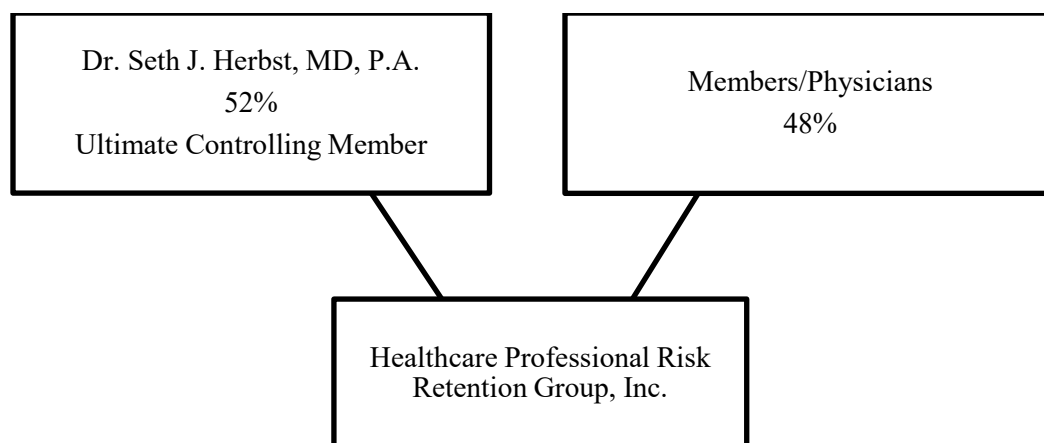 Dr. Seth J. Herbst, MD, P.A.
52%
Ultimate Controlling Member
Members/Physicians
48%
Healthcare Professional Risk
Retention Group, Inc.